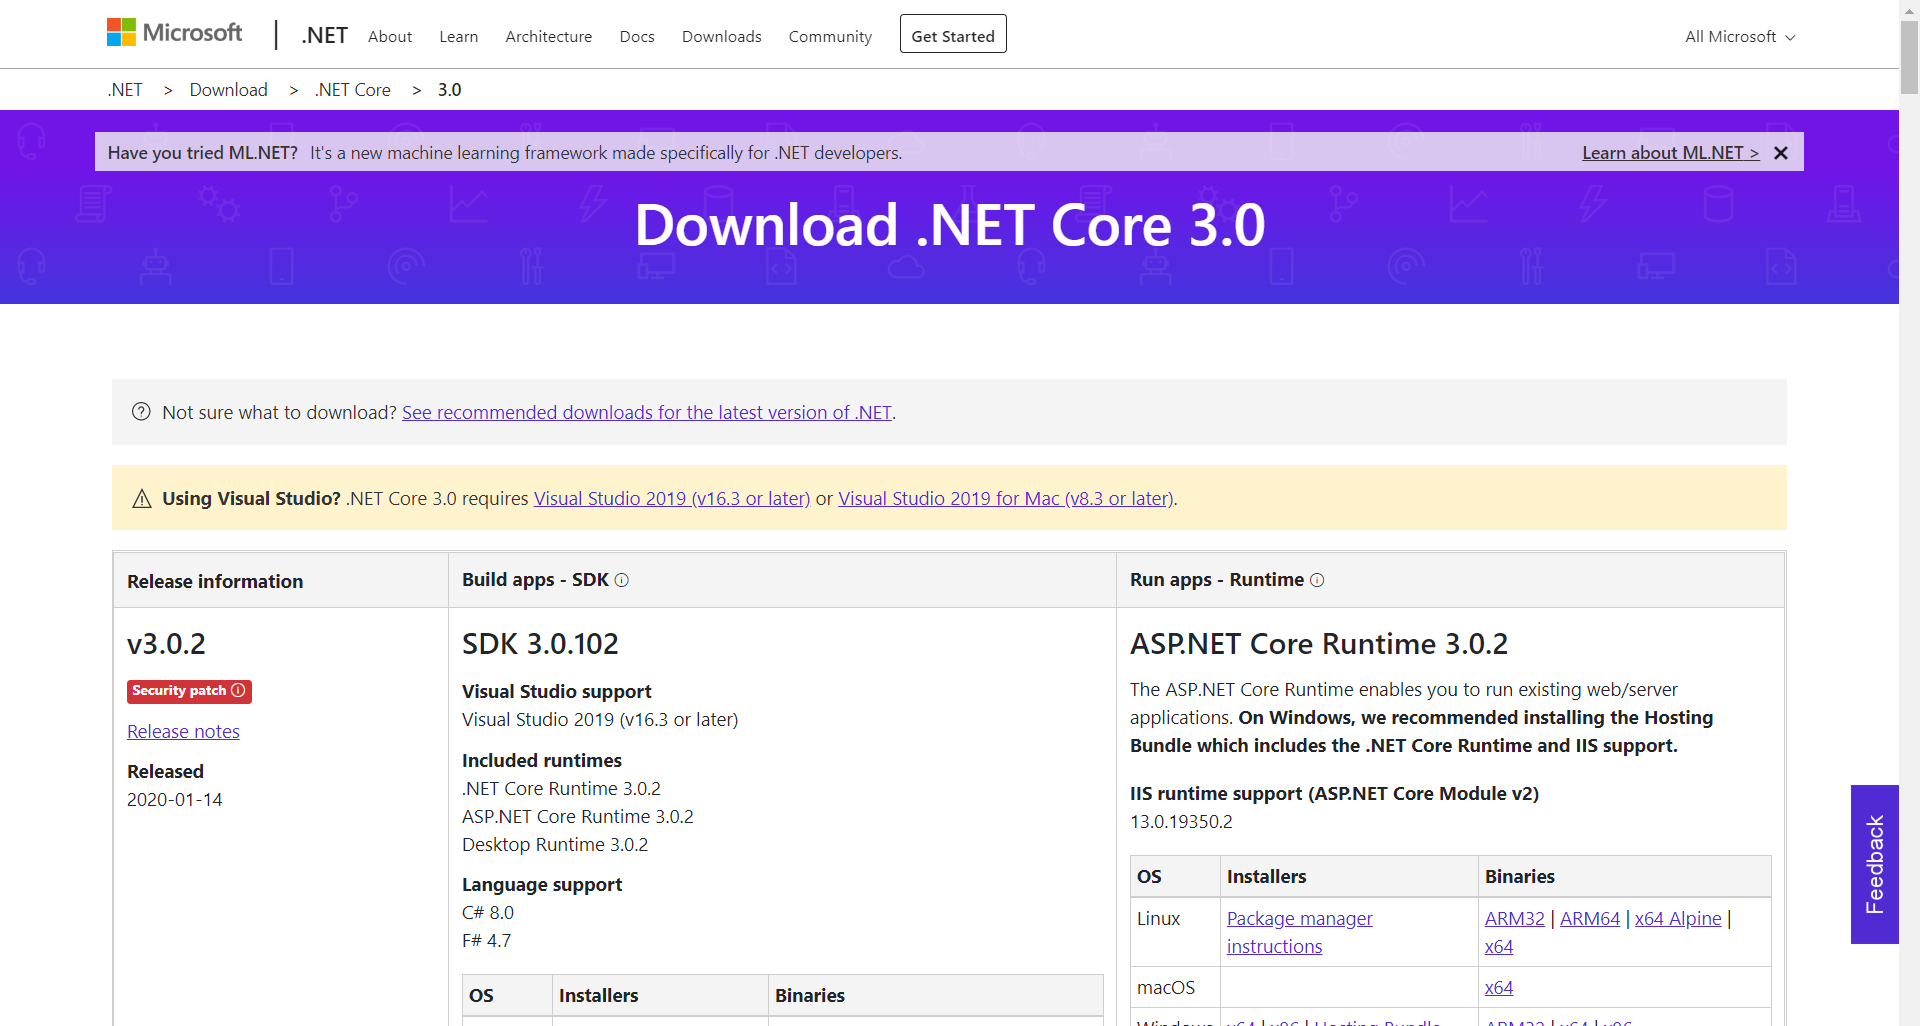 Microsoft
.NET
About
Learn
Architecture
Docs
Downloads
Community
Get Started
All Microsoft
.NET > Download > .NET Core > 3.0
Have you tried ML.NET? It's a new machine learning framework made specifically for .NET developers.
Learn about ML.NET >
Download .NET Core 3.0
Not sure what to download? See recommended downloads for the latest version of .NET.
Using Visual Studio? .NET Core 3.0 requires Visual Studio 2019 (v16.3 or later) or Visual Studio 2019 for Mac (v8.3 or later).
Release information
v3.0.2
Security patch
Release notes
Released
2020-01-14
Build apps - SDK
SDK 3.0.102
Visual Studio support
Visual Studio 2019 (v16.3 or later)
Included runtimes
.NET Core Runtime 3.0.2
ASP.NET Core Runtime 3.0.2
Desktop Runtime 3.0.2
Language support
C# 8.0
F# 4.7
OS Installers Binaries
Run apps - Runtime
ASP.NET Core Runtime 3.0.2
The ASP.NET Core Runtime enables you to run existing web/server
applications. On Windows, we recommended installing the Hosting
Bundle which includes the .NET Core Runtime and IIS support.
IIS runtime support (ASP.NET Core Module v2)
13.0.19350.2
OS Installers Binaries
Linux Package manager ARM32 | ARM64 | x64 Alpine |
instructions x64
macOS x64
Windows x64 | x86 | Hosting Bundle ARM32 | x64 | x86
Feedback